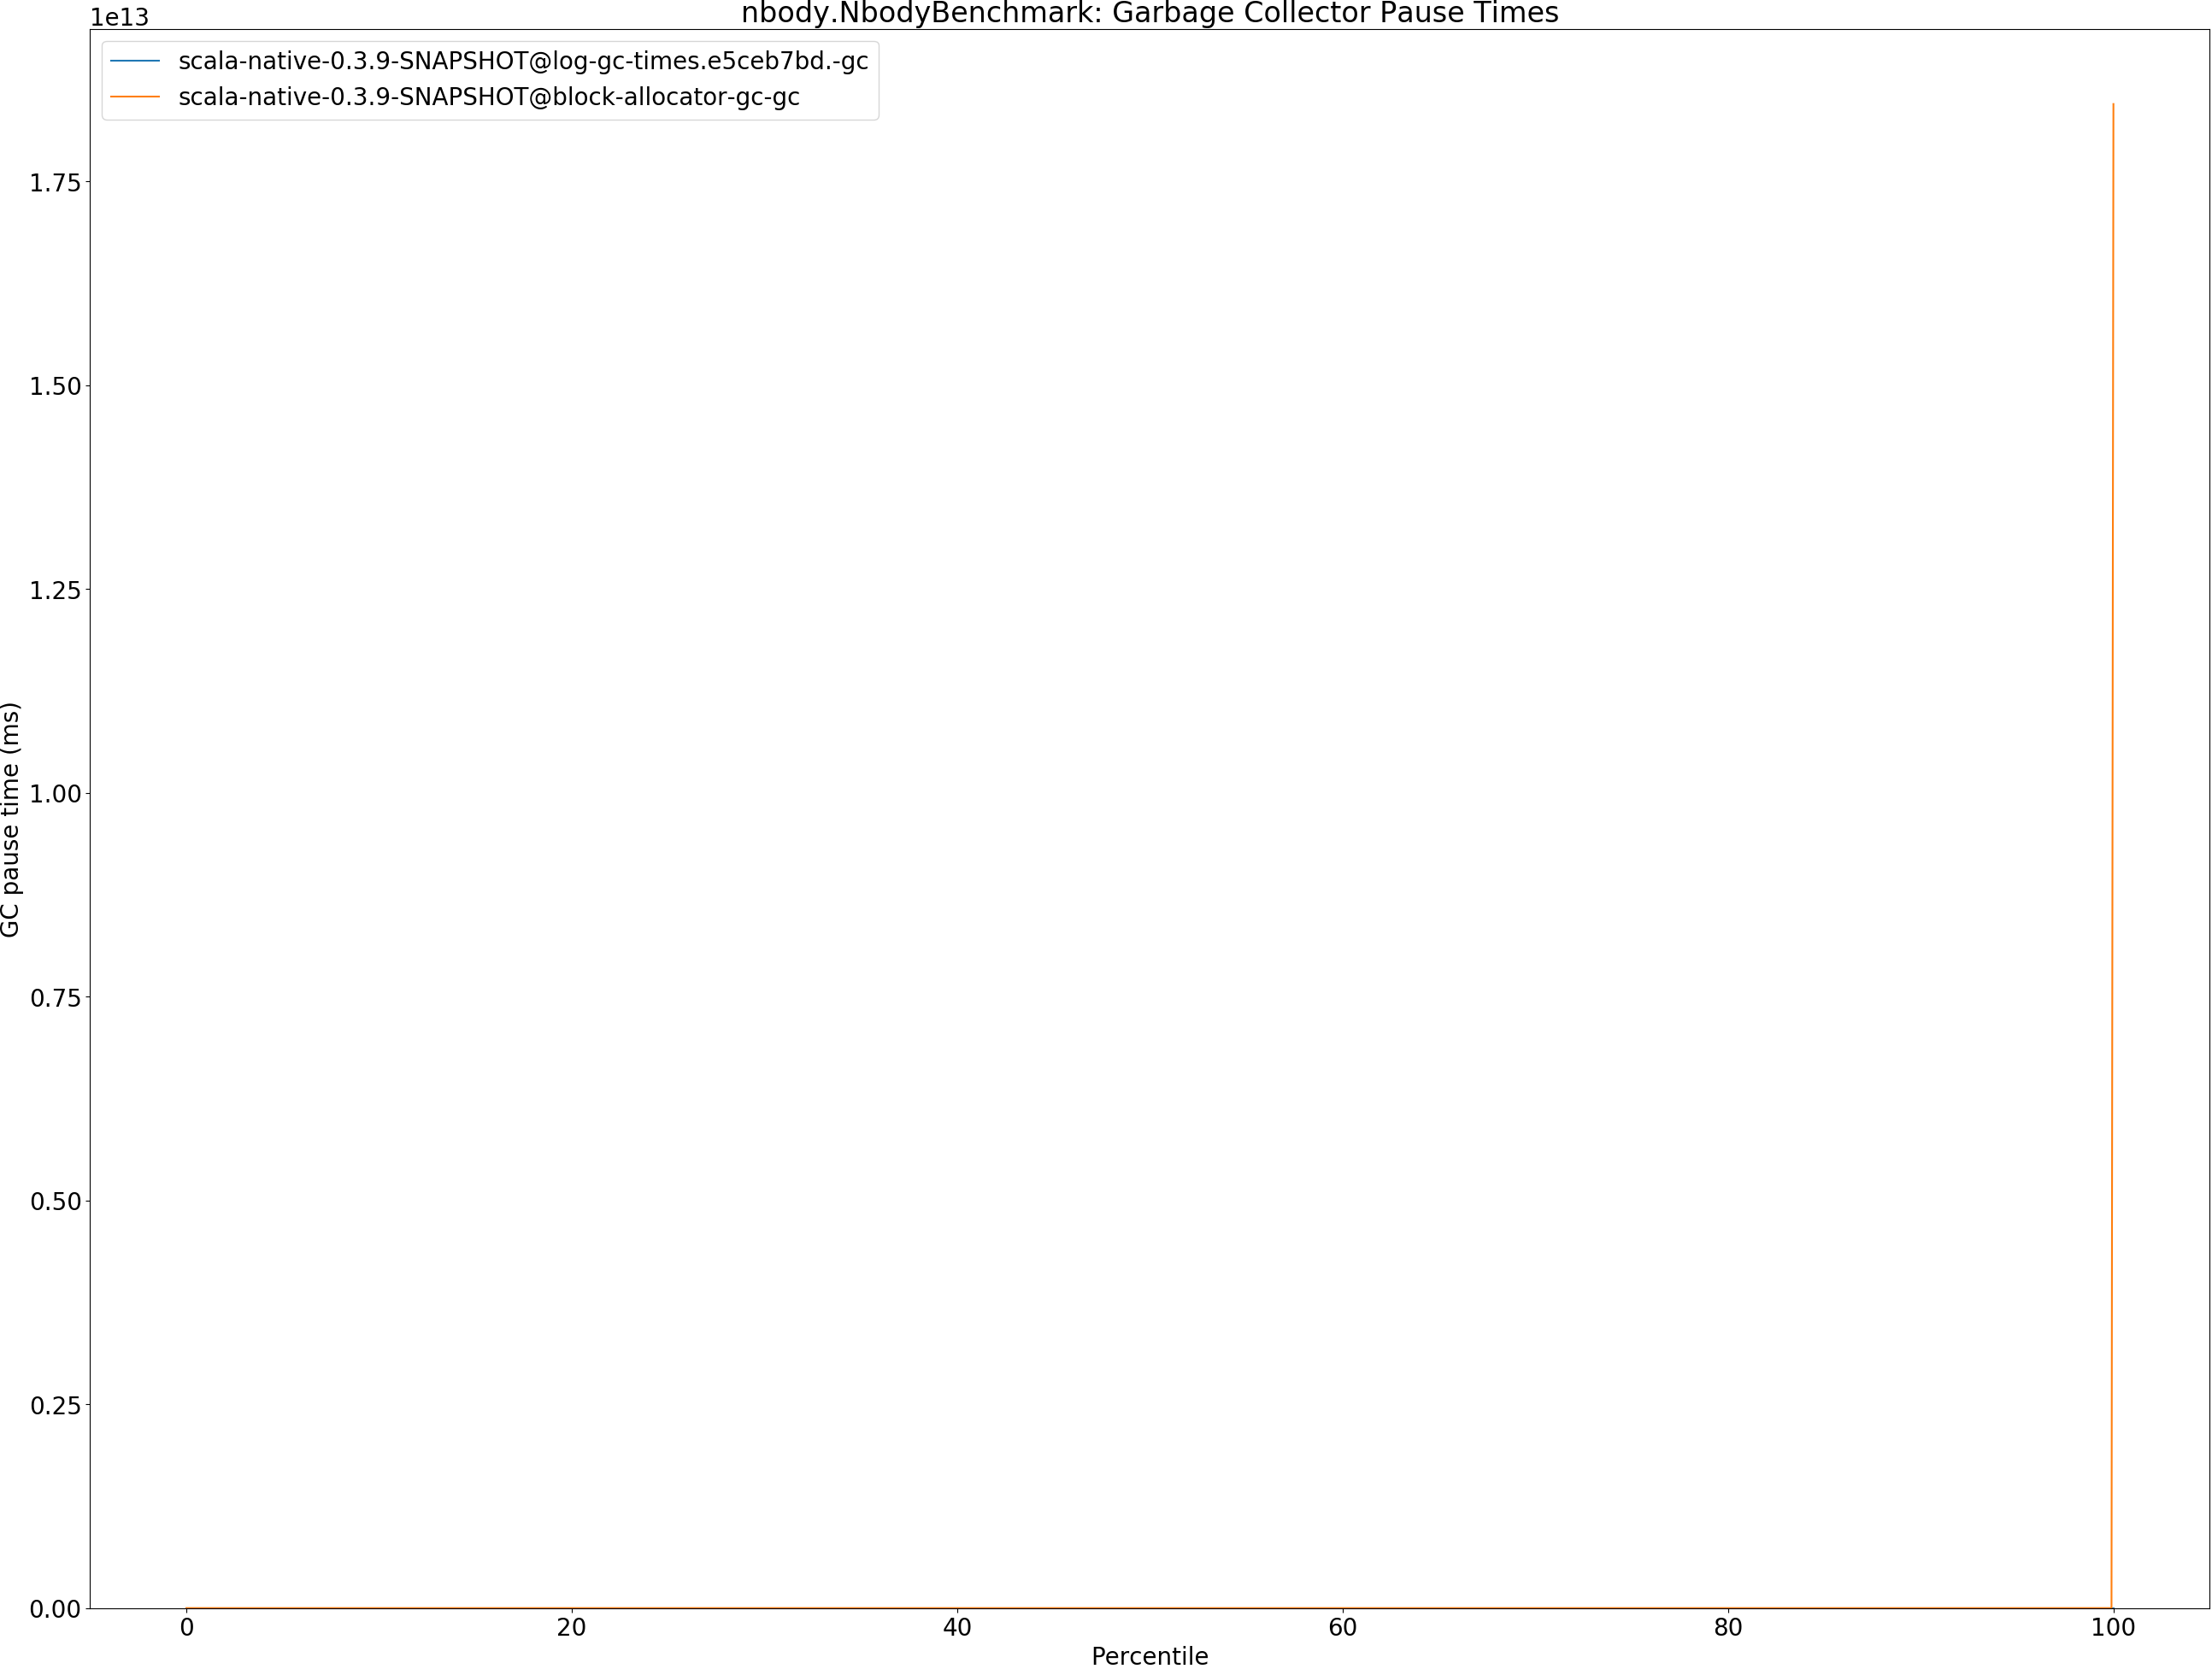 nbody.NbodyBenchmark: Garbage Collector Pause Times
1e13
scala-native-0.3.9-SNAPSHOT@log-gc-times.e5ceb7bd.-gc
scala-native-0.3.9-SNAPSHOT@block-allocator-gc-gc
1.75
1.50
1.25
1.00
0.75
0.50
0.25
0.00
GC pause time (ms)
0 20 40 60 80 100
Percentile